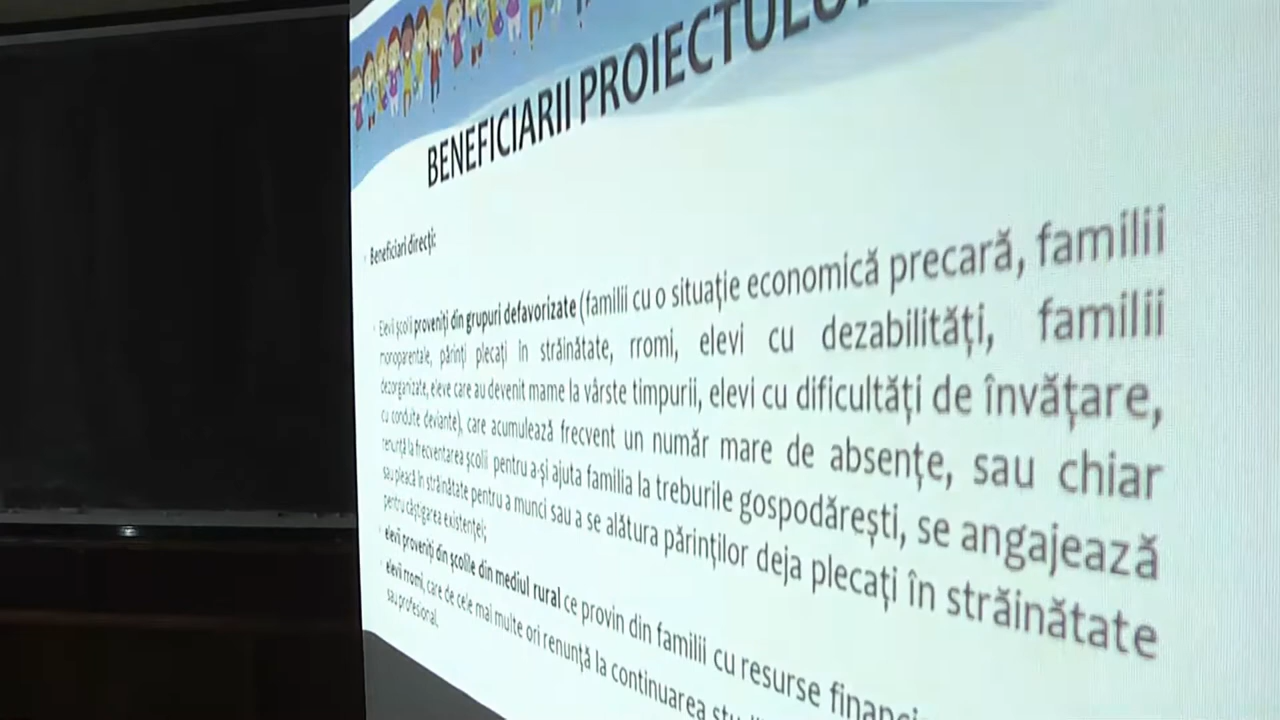 BENEFICIARII PROIECTULU
Beneficiari direcți:
Elevii școlii proveniți din grupuri defavorizate (familii cu o situație economică precară, familii
monoparentale, părinți plecați în străinătate, rromi, elevi cu dezabilități, familii
dezorganizate, eleve care au devenit mame la vârste timpurii, elevi cu dificultăți de învățare,
cu conduite deviante), care acumulează frecvent un număr mare de absențe, sau chiar
renunță la frecventarea școlii pentru a-și ajuta familia la treburile gospodărești, se angajează
sau pleacă în străinătate pentru a munci sau a se alătura părinților deja plecați în străinătate
pentru câștigarea existenței;
elevii proveniți din școlile din mediul rural ce provin din familii cu resurse financi
elevii rromi, care de cele mai multe ori renunță la continuarea
sau profesional.